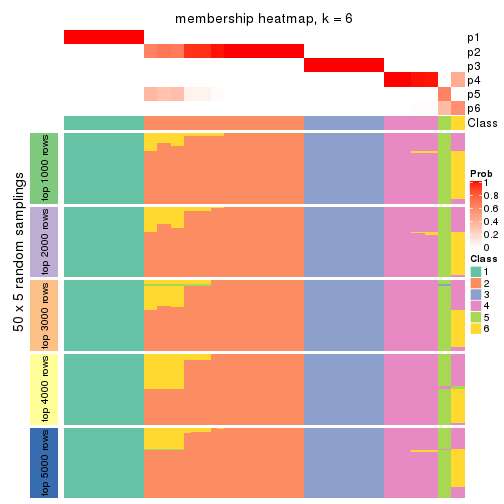 membership heatmap, k = 6
p1
p2
p3
p4
p5
p6
Class
50 x 5 random samplings
top 1000 rows
top 2000 rows
top 3000 rows
top 4000 rows
top 5000 rows
Prob
1
0.8
0.6
0.4
0.2
0
Class
1
2
3
4
5
6